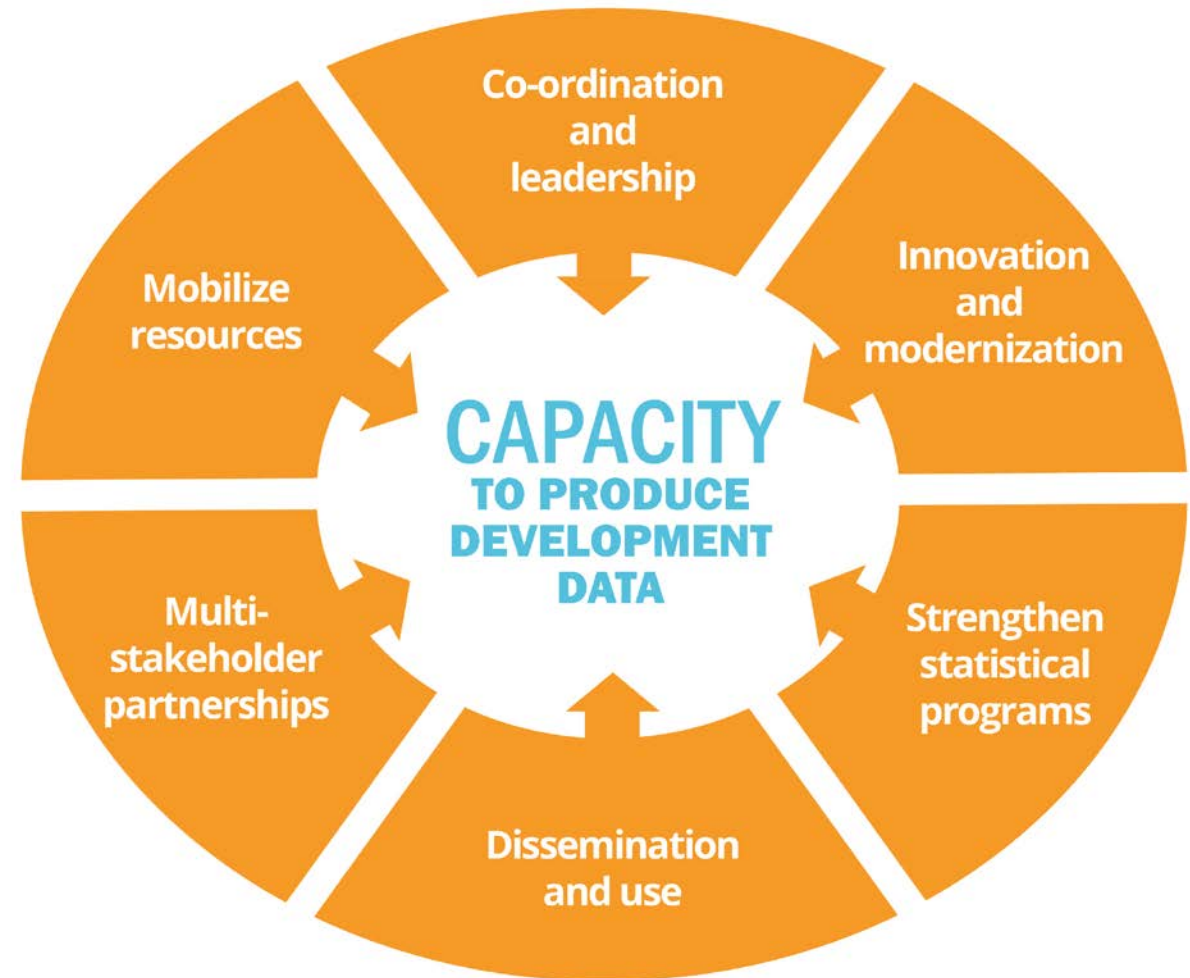 Co-ordination
and
leadership
Innovation
and
modernization
Strengthen
statistical
programs
Dissemination
and use
Multi-
stakeholder
partnerships
Mobilize
resources
CAPACITY
TO PRODUCE
DEVELOPMENT
DATA